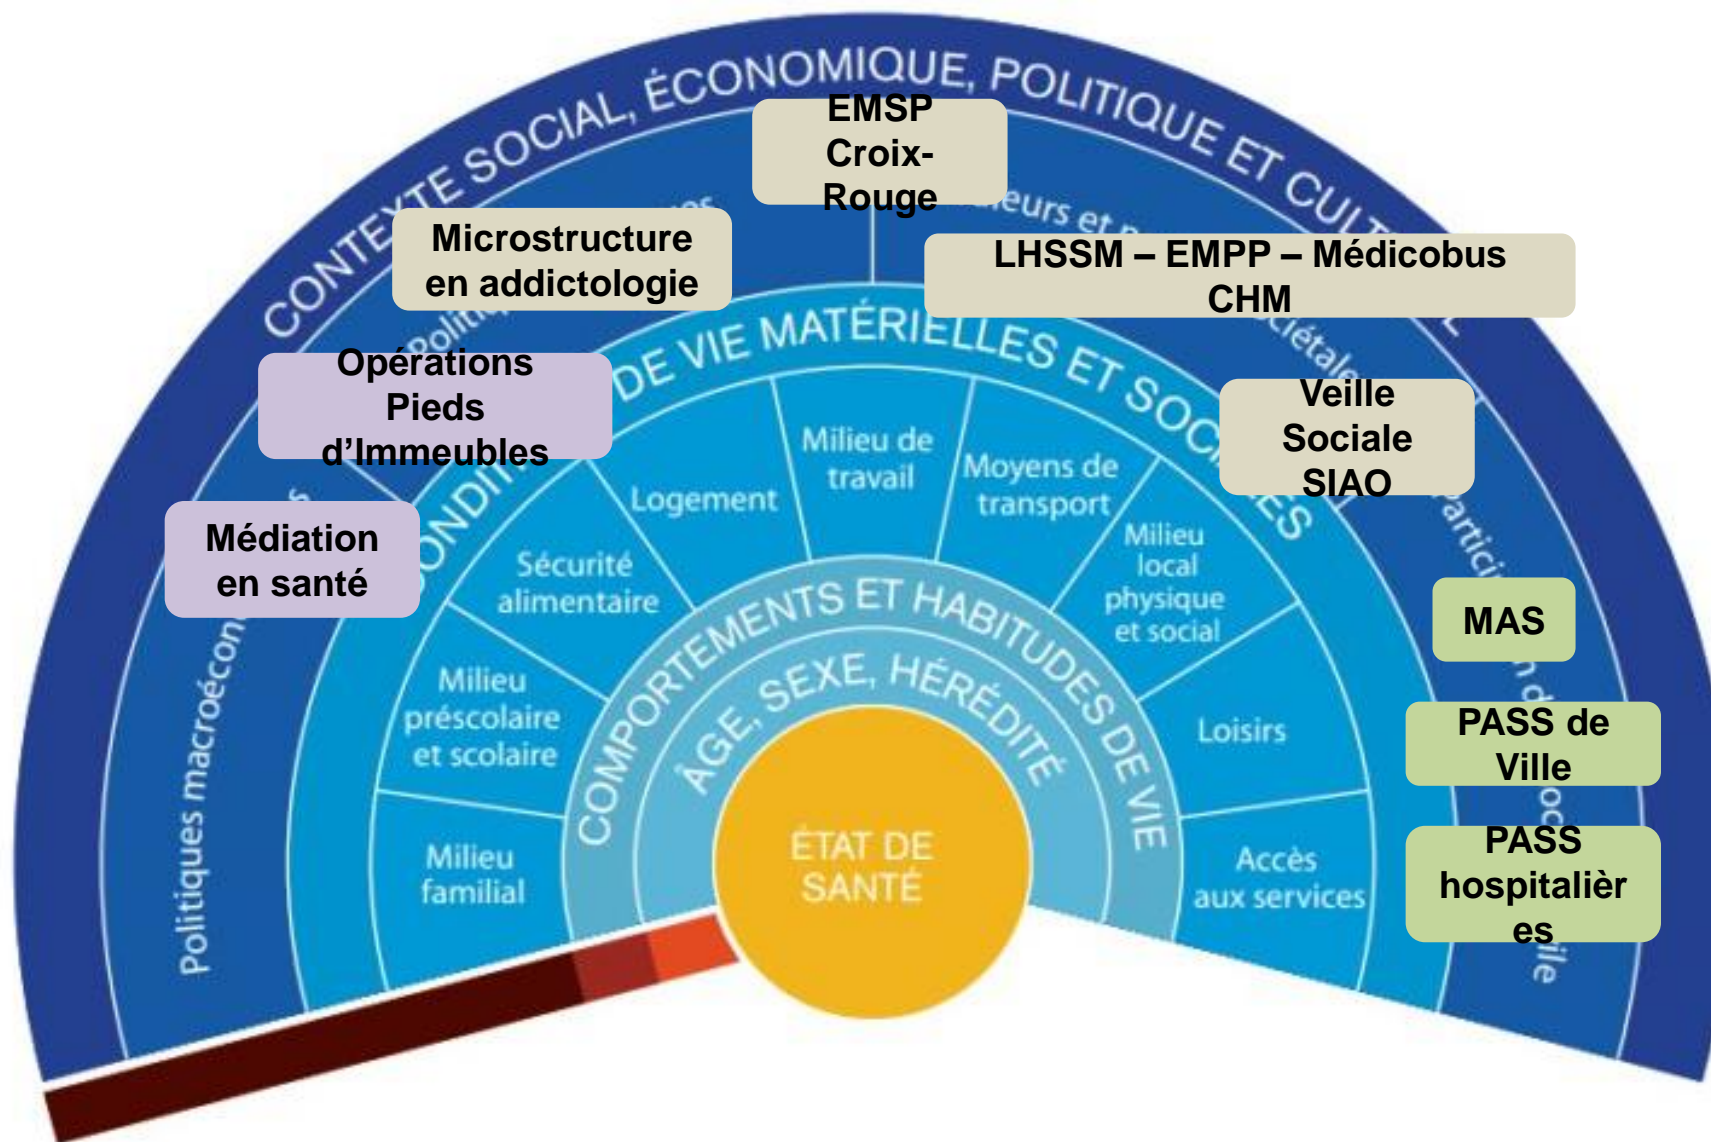 CONTEXTE SOCIAL, ÉCONOMIQUE, POLITIQUE ET
EMSP
Croix-
Rouge
Microstructure
en addictologie
LHSSM – EMPP – Médicobus
CHM
Opérations
Pieds
d’Immeubles
Veille
Sociale
SIAO
Médiation
en santé
MAS
PASS de
Ville
PASS
hospitalièr
es
Politiques
et
DE VIE MATÉRIELLES ET
Milieu
familial
Milieu
préscolaire
et scolaire
Sécurité
alimentaire
Logement
Milieu de
travail
Moyens de
transport
Milieu
local
physique
et social
Loisirs
Accès
aux services
COMPORTEMENTS ET HABITUDES DE VIE
ÂGE, SEXE, HÉRÉDITÉ
ÉTAT DE
SANTÉ